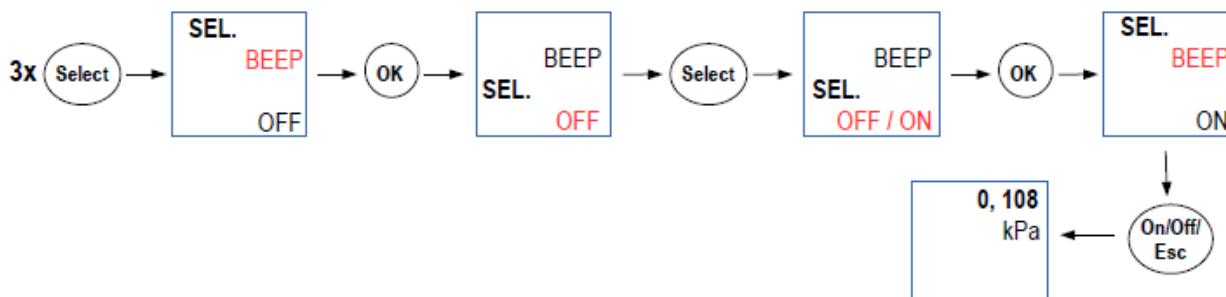 3x Select
SEL.
BEEP
OFF
OK
BEEP
SEL.
OFF
Select
BEEP
SEL.
OFF / ON
OK
SEL.
BEEP
ON
On/Off/
Esc
0, 108
kPa